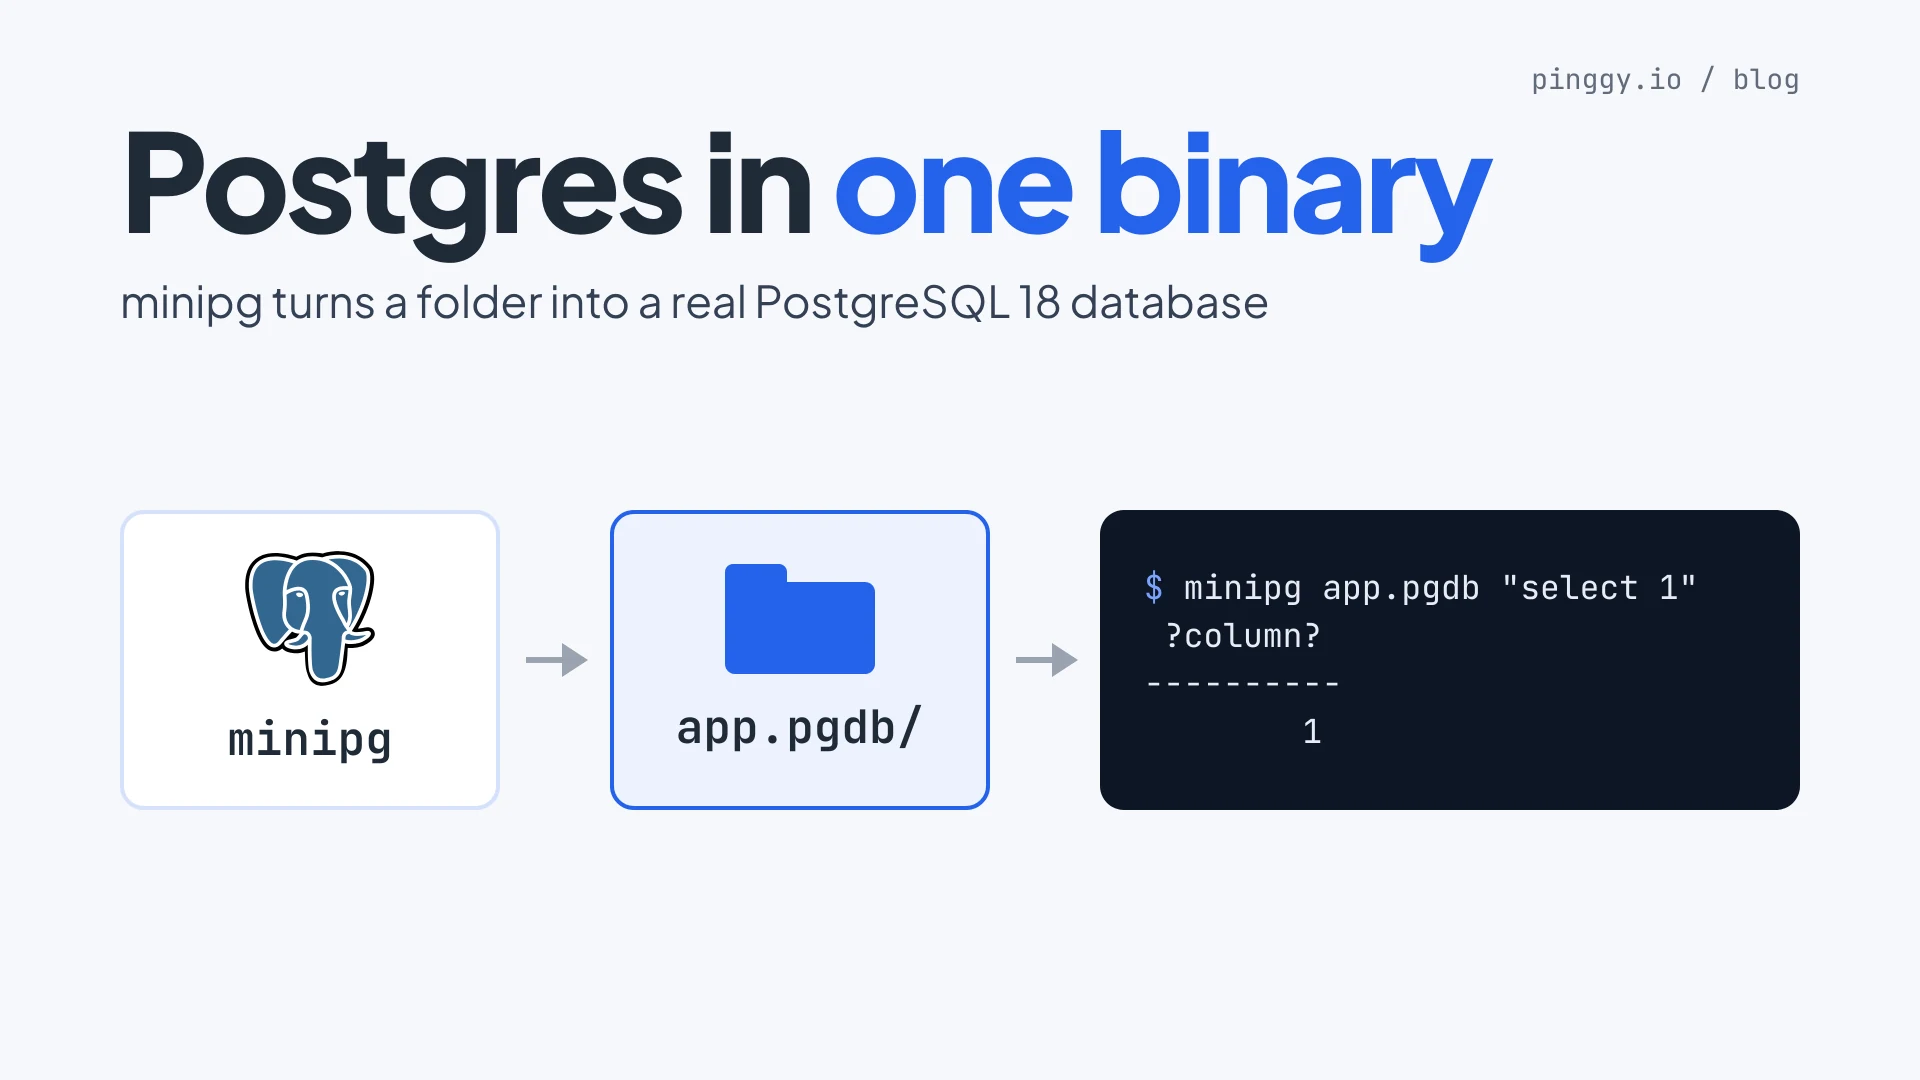 pinggy.io / blog
Postgres in one binary
minipg turns a folder into a real PostgreSQL 18 database
minipg
app.pgdb/
$ minipg app.pgdb "select 1"
?column?
----------
1